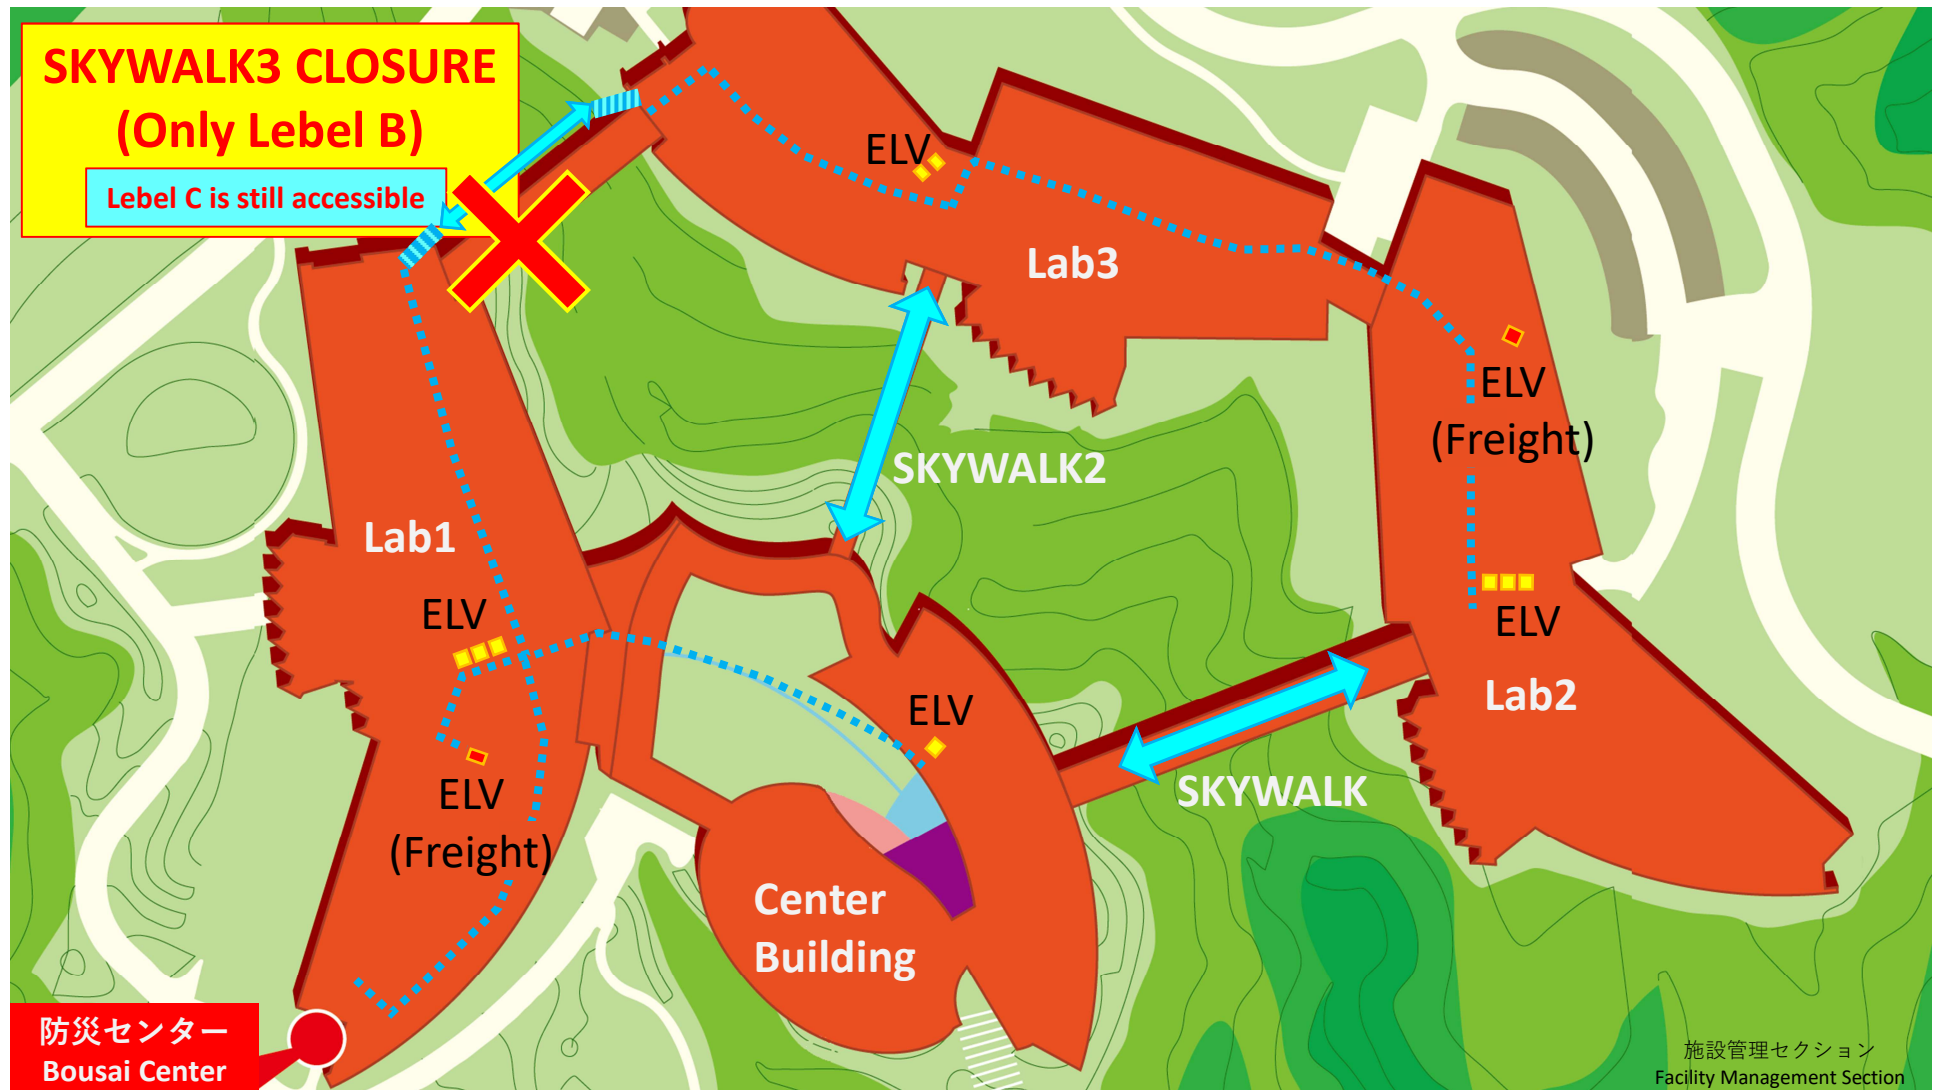 SKYWALK3 CLOSURE
(Only Lebel B)
Lebel C is still accessible
ELV
Lab3
ELV
(Freight)
SKYWALK2
Lab1
ELV
ELV
Lab2
ELV
SKYWALK
ELV
(Freight)
Center
Building
防災センター
Bousai Center
施設管理セクション
Facility Management Section